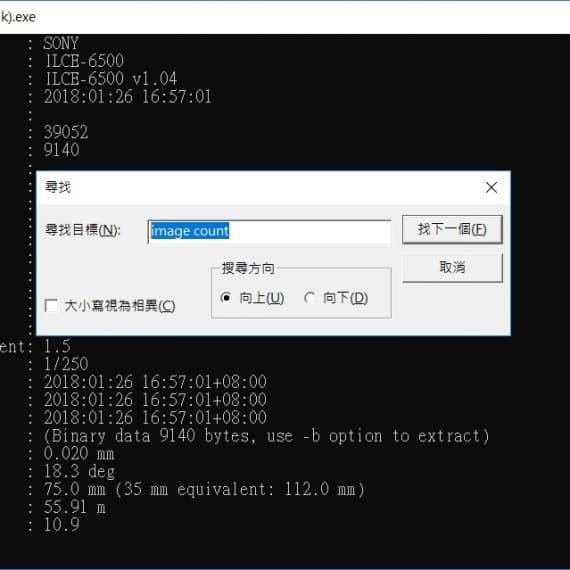 k).exe
: SONY
: ILCE-6500
: ILCE-6500 v1.04
: 2018:01:26 16:57:01
:
: 39052
: 9140
:
尋找
尋找目標(N):
image count
找下一個(F)
取消
搜尋方向
向上(U)
向下(D)
大小寫視為相異(C)
ent: 1.5
: 1/250
: 2018:01:26 16:57:01+08:00
: 2018:01:26 16:57:01+08:00
: 2018:01:26 16:57:01+08:00
: (Binary data 9140 bytes, use -b option to extract)
: 0.020 mm
: 18.3 deg
: 75.0 mm (35 mm equivalent: 112.0 mm)
: 55.91 m
: 10.9